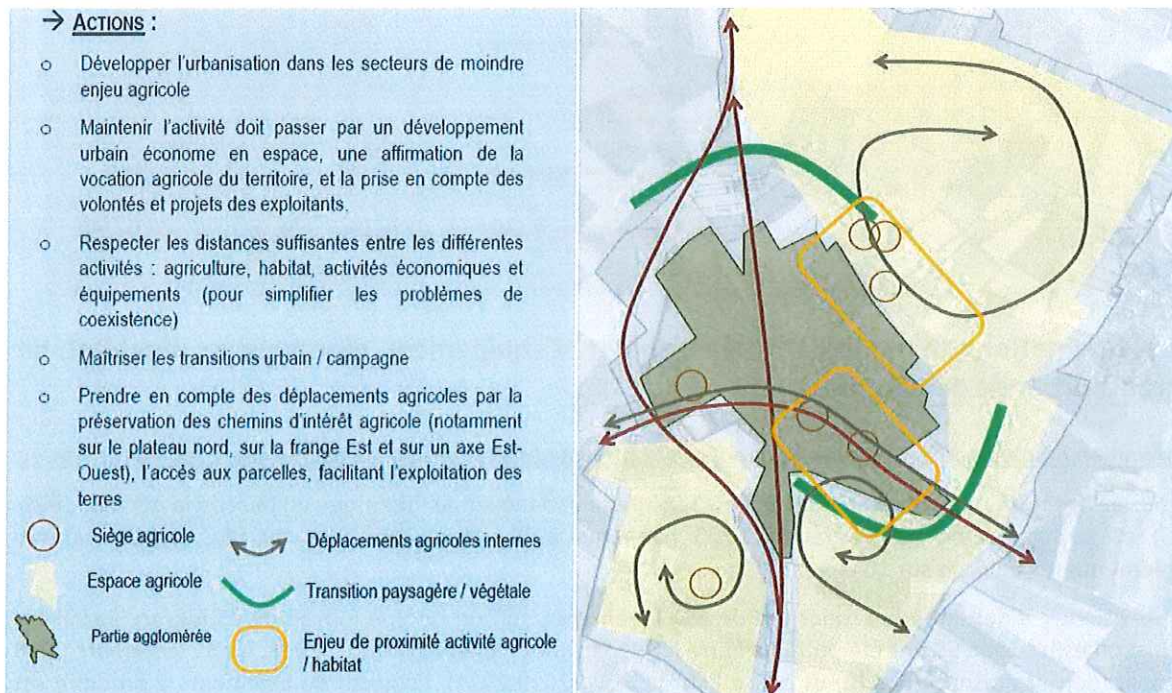 → ACTIONS :
o Développer l'urbanisation dans les secteurs de moindre
enjeu agricole
o Maintenir l'activité doit passer par un développement
urbain économe en espace, une affirmation de la
vocation agricole du territoire, et la prise en compte des
volontés et projets des exploitants.
o Respecter les distances suffisantes entre les différentes
activités : agriculture, habitat, activités économiques et
équipements (pour simplifier les problèmes de
coexistence)
o Maîtriser les transitions urbain / campagne
o Prendre en compte des déplacements agricoles par la
préservation des chemins d'intérêt agricole (notamment
sur le plateau nord, sur la frange Est et sur un axe Est-
Ouest), l'accès aux parcelles, facilitant l'exploitation des
terres
Siège agricole
Déplacements agricoles internes
Espace agricole
Transition paysagère / végétale
Partie agglomérée
Enjeu de proximité activité agricole
/ habitat